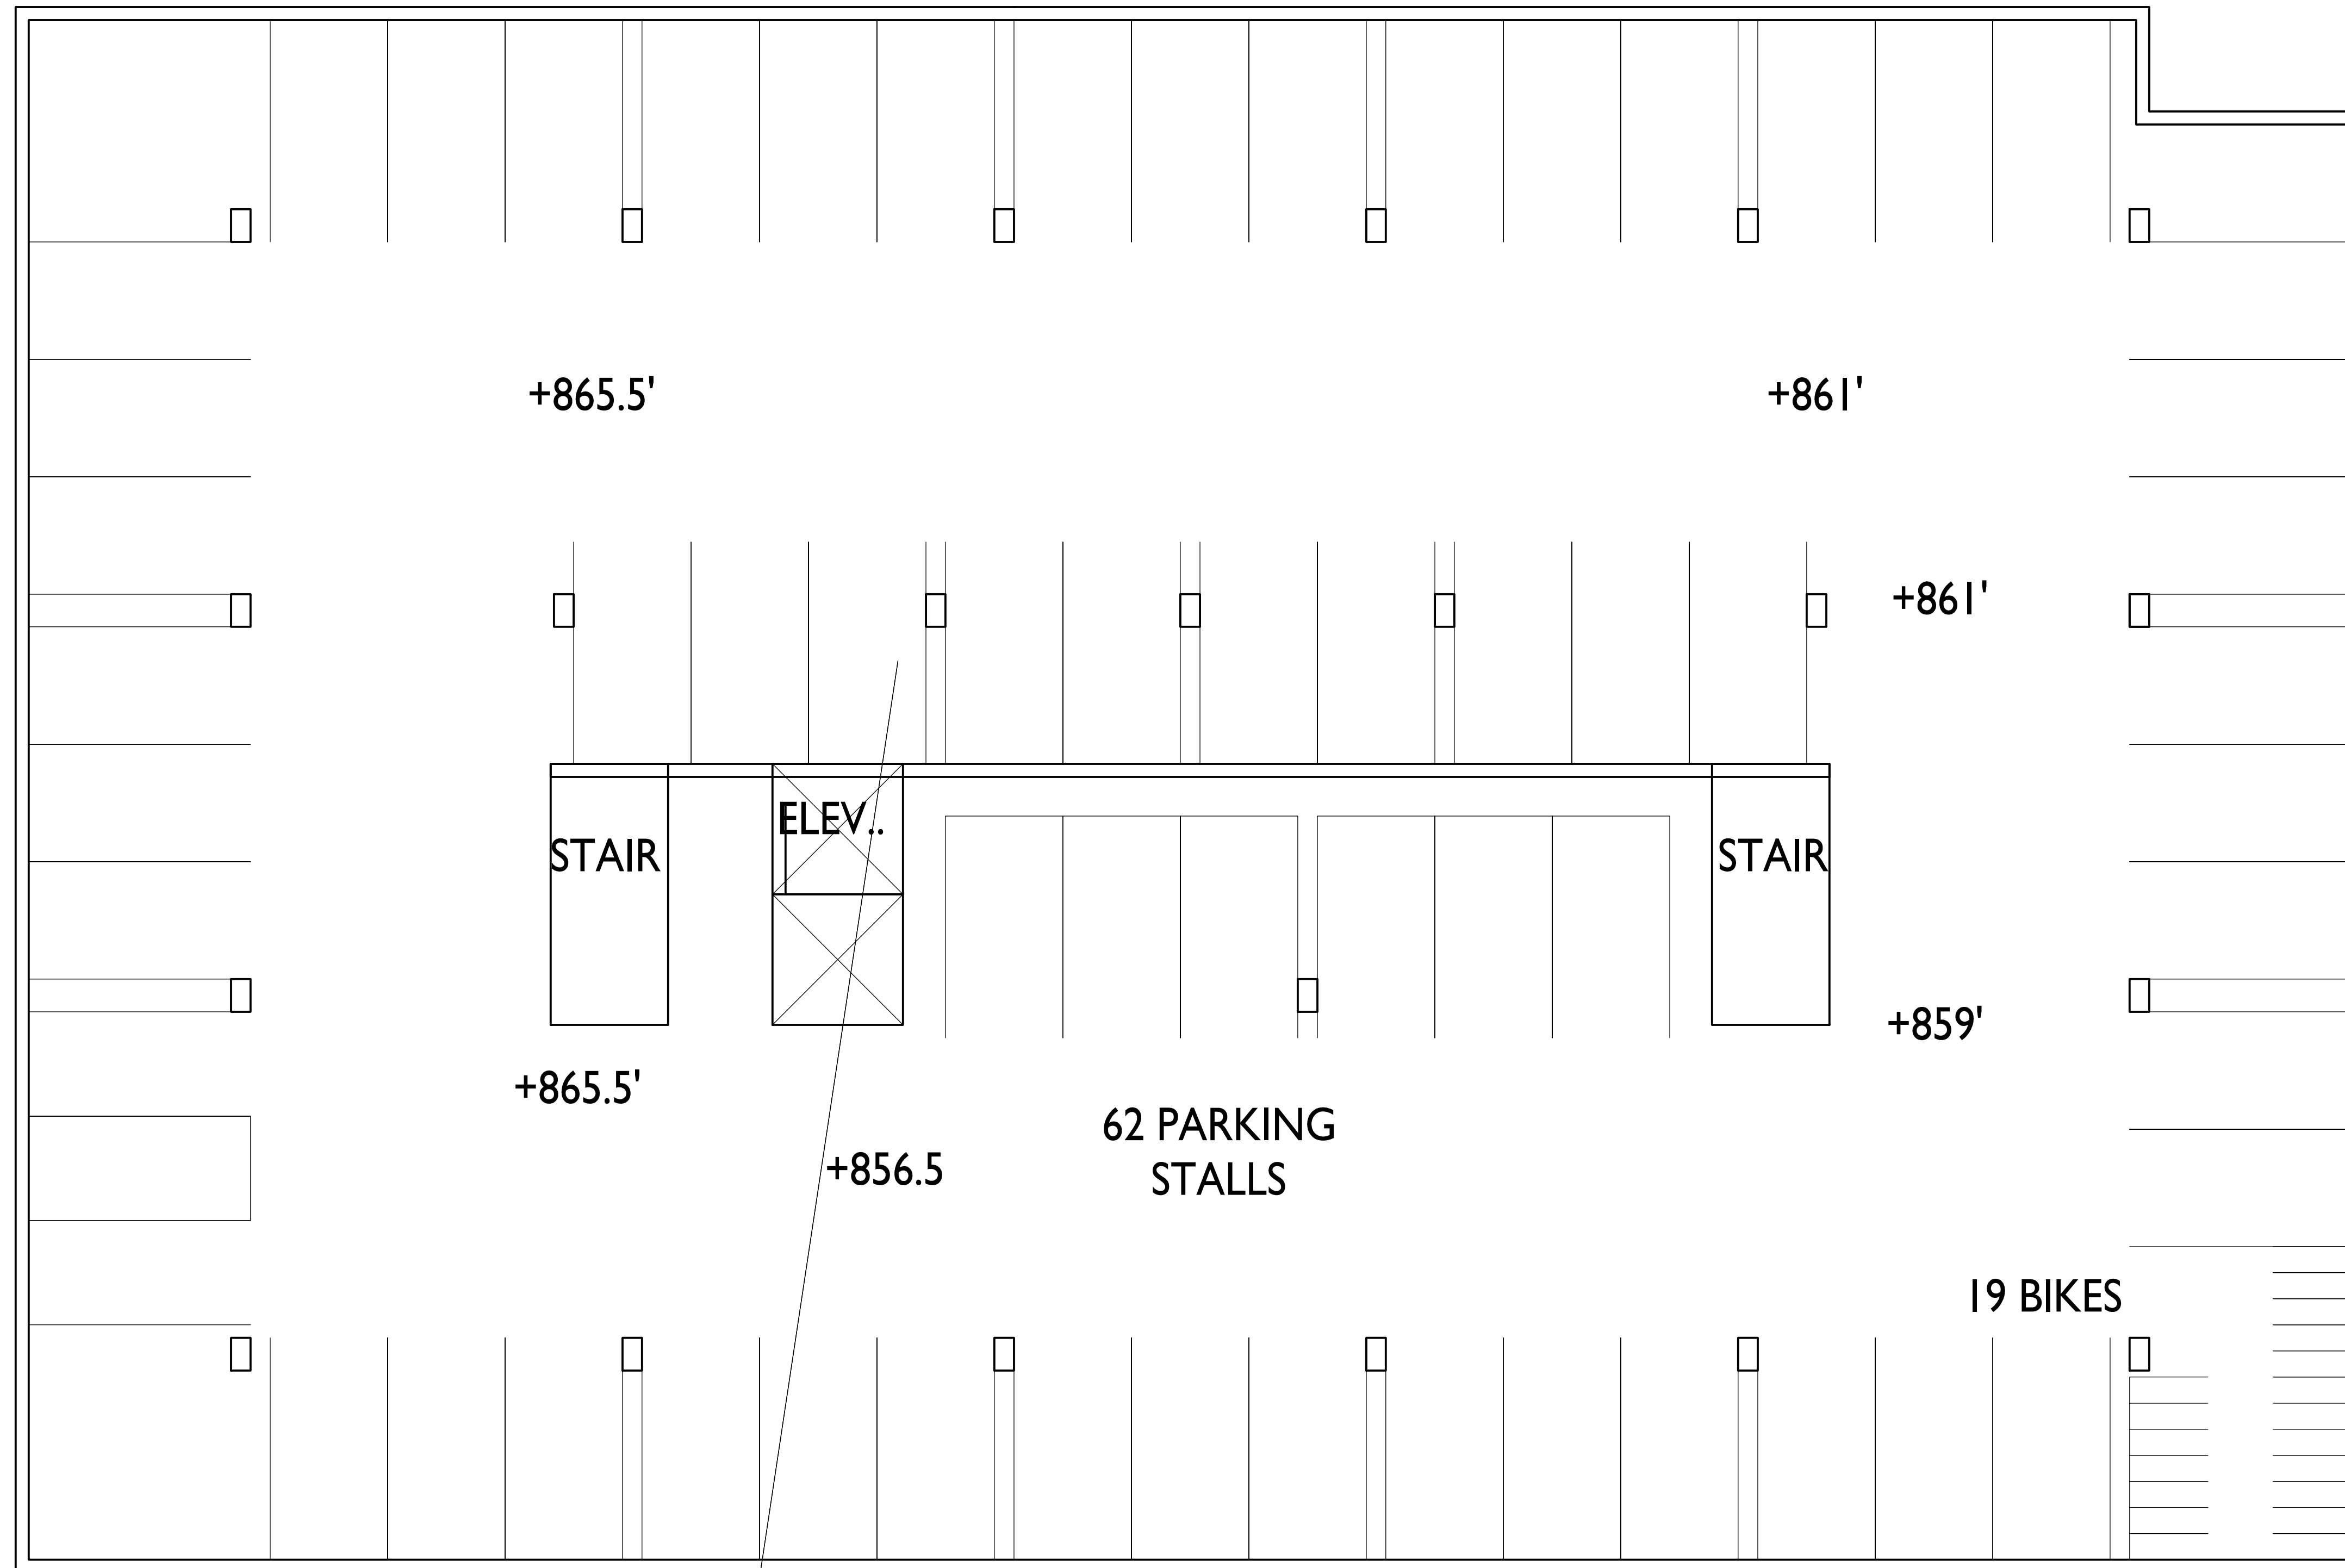 +865.5'
+861'
+861'
ELEV..
STAIR
STAIR
+859'
+865.5'
62 PARKING
STALLS
+856.5
19 BIKES